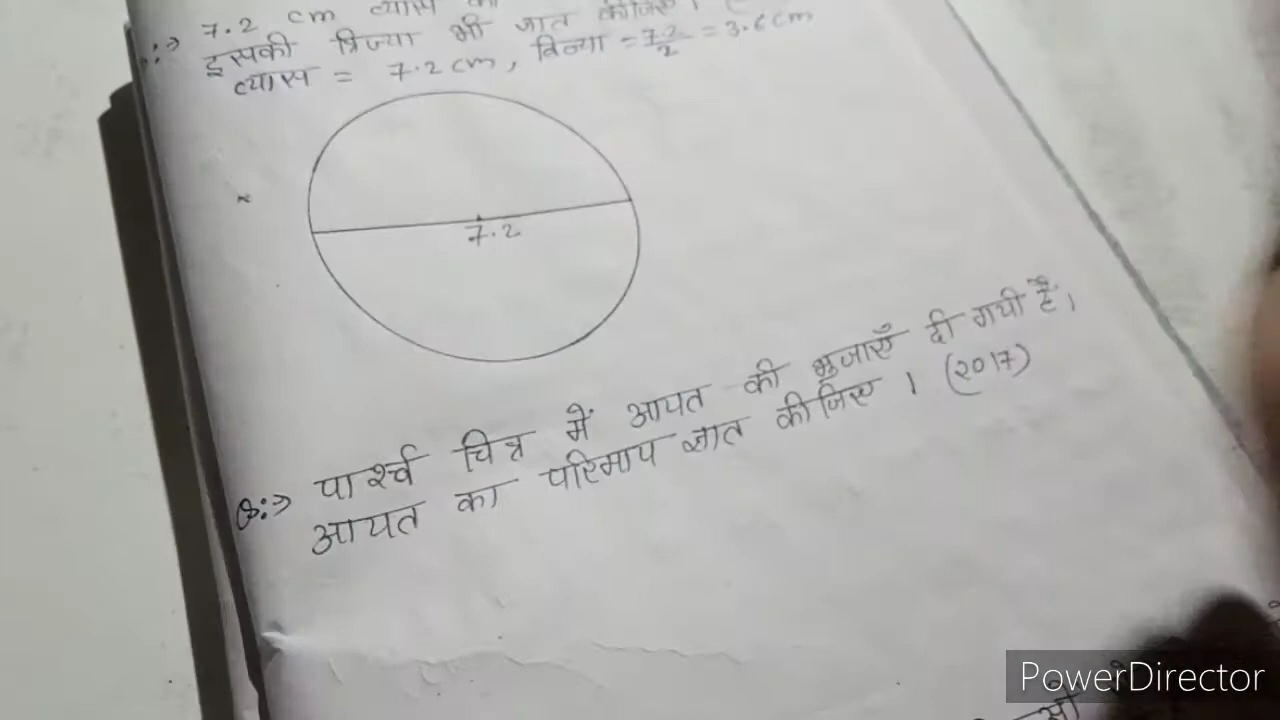 7.2 cm व्यास का
:⇒ इसकी त्रिज्या भी ज्ञात कीजिए।
व्यास = 7.2 cm, त्रिज्या = 7.2/2 = 3.6 cm
7.2
Q:⇒ पार्श्व चित्र में आयत की भुजाएँ दी गयी हैं।
आयत का परिमाप ज्ञात कीजिए। (2017)
PowerDirector